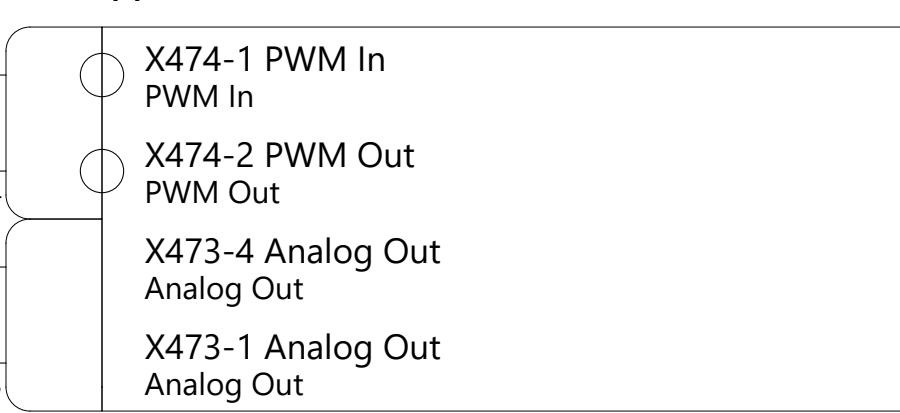 X474-1 PWM In
PWM In
X474-2 PWM Out
PWM Out
X473-4 Analog Out
Analog Out
X473-1 Analog Out
Analog Out